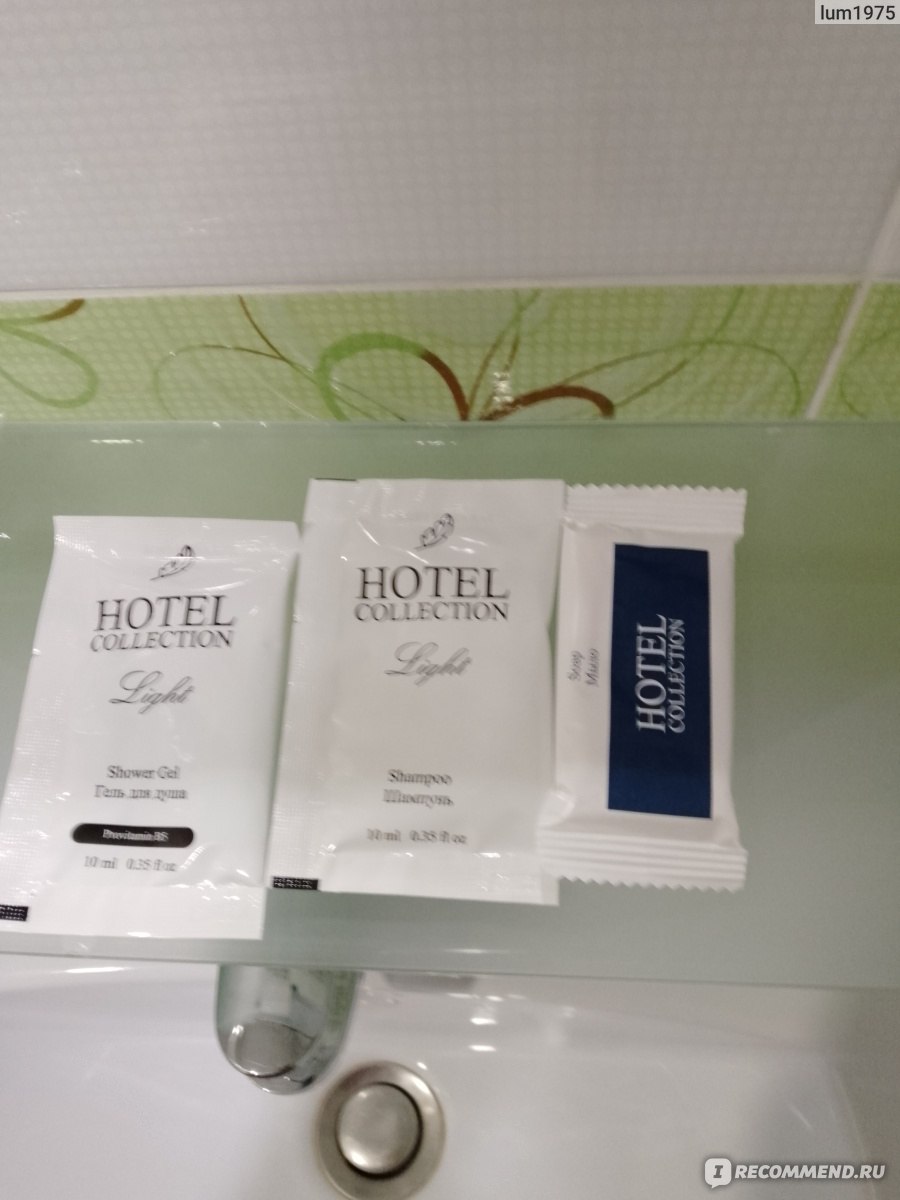 lum1975
HOTEL
COLLECTION
Light
Shower Gel
Гель для душа
Provitamin B5
10 ml 0.35 fl oz
HOTEL
COLLECTION
Light
Shampoo
Шампунь
10 ml 0.35 fl oz
Soap
Мыло
HOTEL
COLLECTION
IRECOMMEND.RU